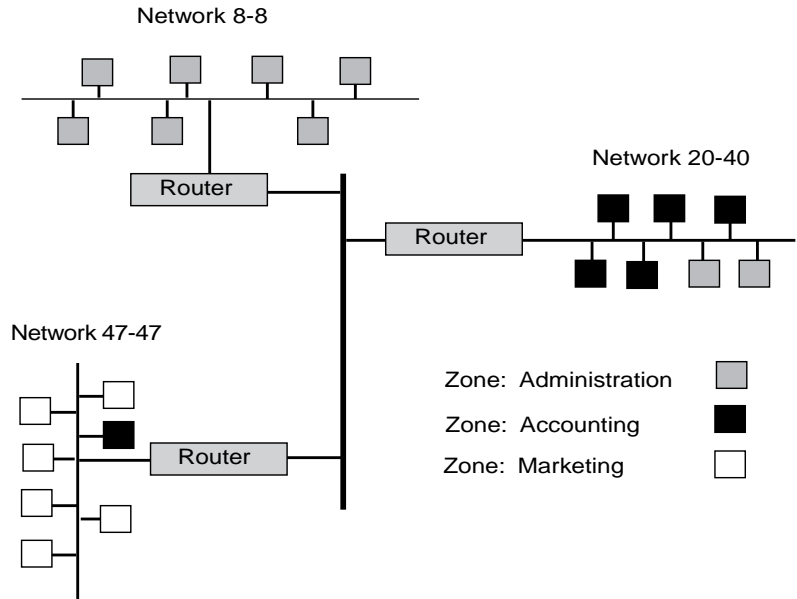 Network 8-8
Router
Network 20-40
Router
Network 47-47
Router
Zone: Administration
Zone: Accounting
Zone: Marketing